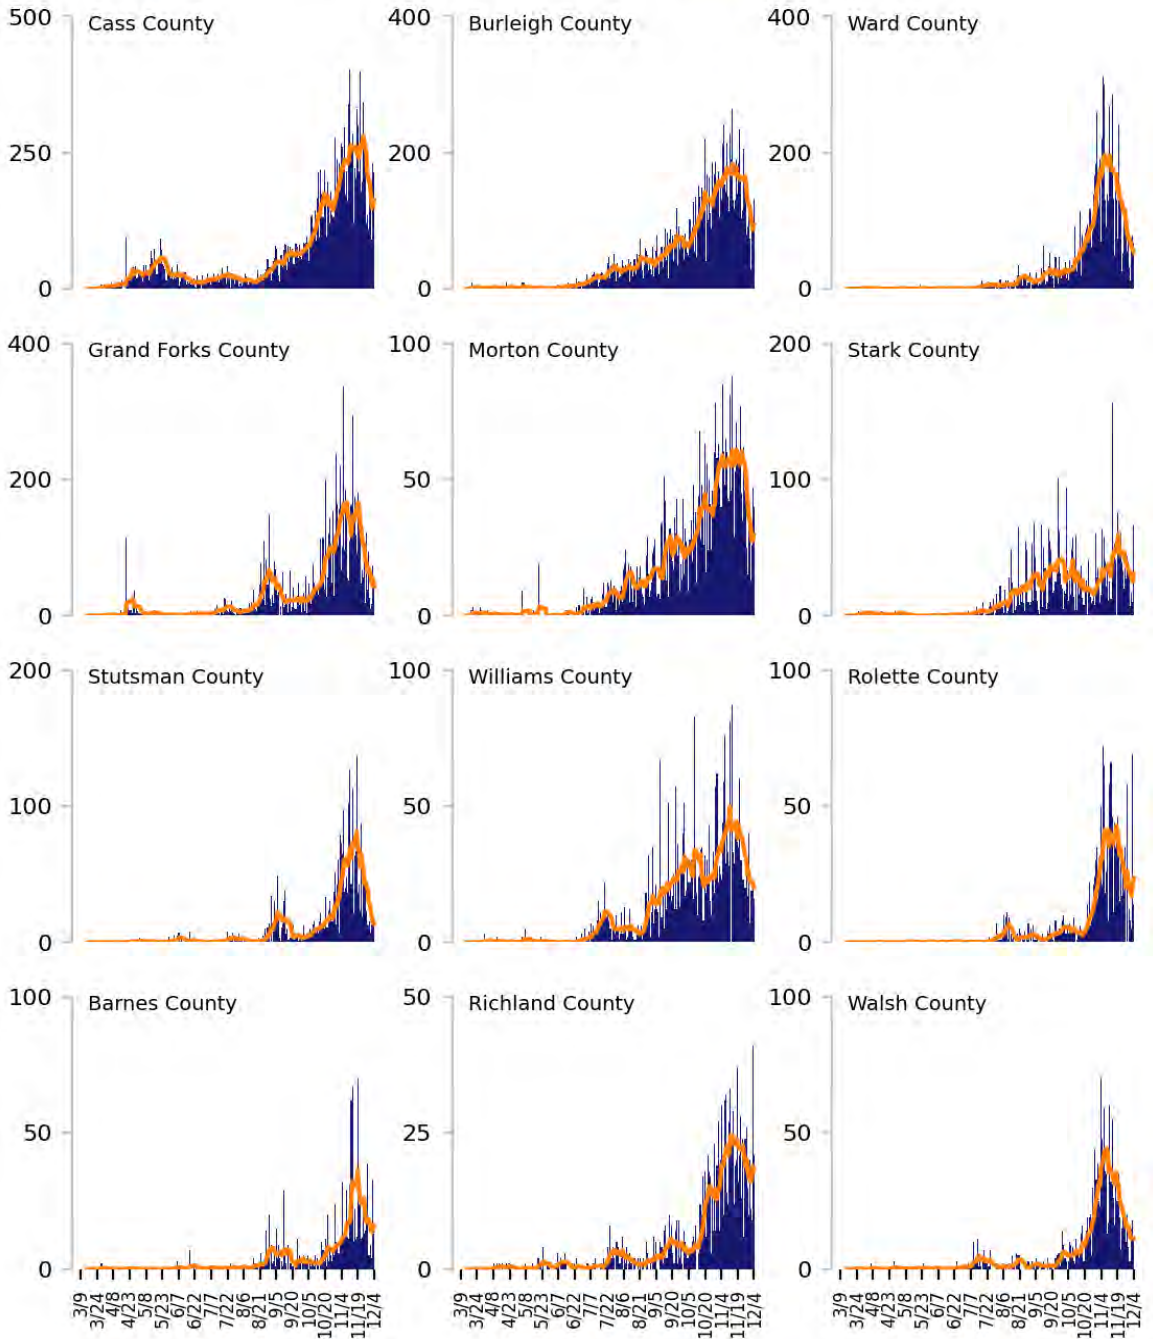 500 Cass County 400 Burleigh County 400 Ward County
250 200 200
0 0 0
400 Grand Forks County 100 Morton County 200 Stark County
200 50 100
0 0 0
200 Stutsman County 100 Williams County 100 Rolette County
100 50 50
0 0 0
100 Barnes County 50 Richland County 100 Walsh County
50 25 50
0 0 0
3/9 3/24 4/8 4/23 5/8 5/23 6/7 6/22 7/7 7/22 8/6 8/21 9/5 9/20 10/5 10/20 11/4 11/19 12/4 3/9 3/24 4/8 4/23 5/8 5/23 6/7 6/22 7/7 7/22 8/6 8/21 9/5 9/20 10/5 10/20 11/4 11/19 12/4 3/9 3/24 4/8 4/23 5/8 5/23 6/7 6/22 7/7 7/22 8/6 8/21 9/5 9/20 10/5 10/20 11/4 11/19 12/4